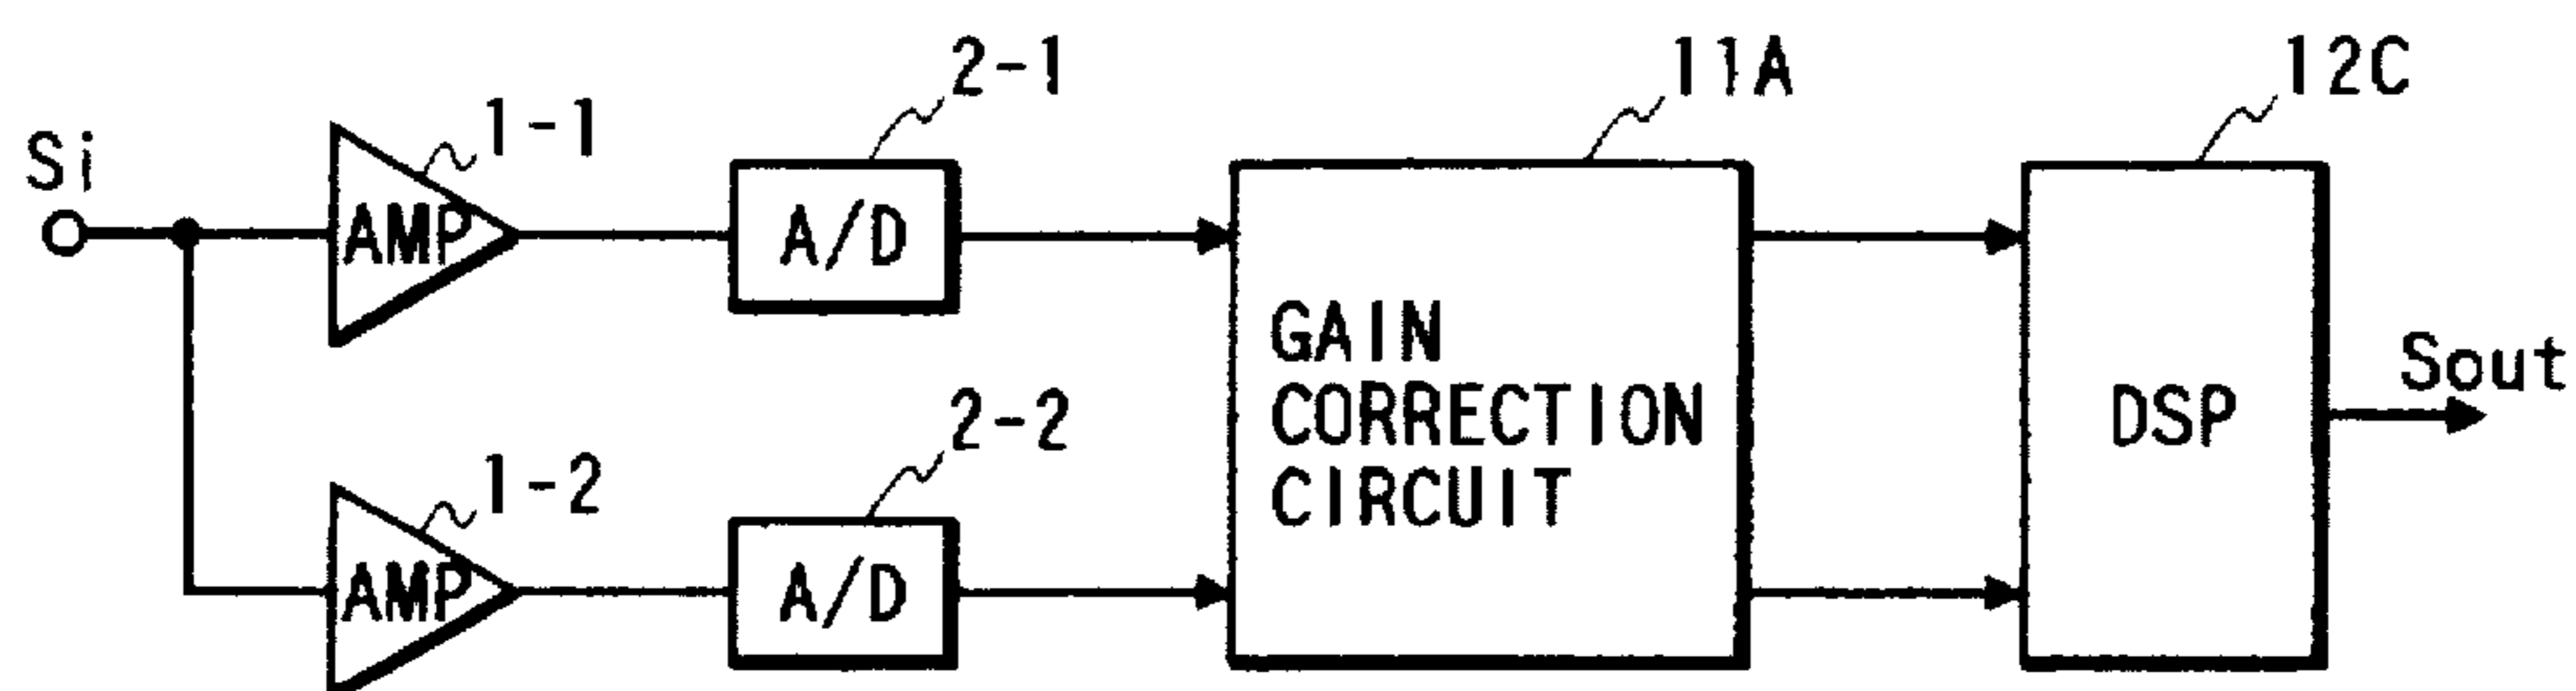 Si
1-1
AMP
2-1
A/D
11A
GAIN
CORRECTION
CIRCUIT
12C
DSP
Sout
1-2
AMP
2-2
A/D